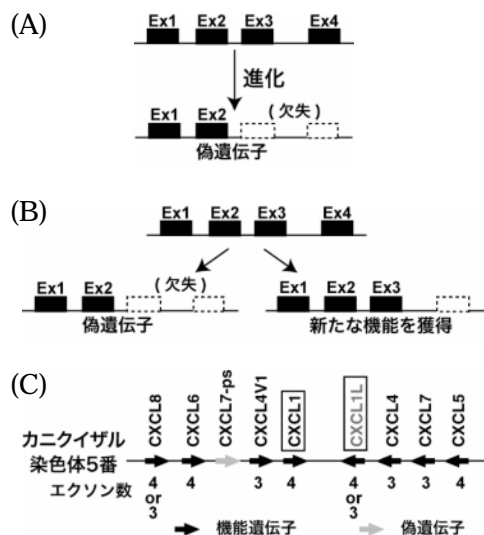 (A)
Ex1 Ex2 Ex3 Ex4
進化
Ex1 Ex2 (欠失)
偽遺伝子
(B)
Ex1 Ex2 Ex3 Ex4
(欠失)
Ex1 Ex2
偽遺伝子
Ex1 Ex2 Ex3
新たな機能を獲得
(C)
CXCL8 CXCL6 CXCL7-ps CXCL4V1 CXCL1 CXCL1L CXCL4 CXCL7 CXCL5
カニクイザル
染色体5番
エクソン数 4 4 3 4 4 3 3 4
or or
3 3
機能遺伝子 偽遺伝子